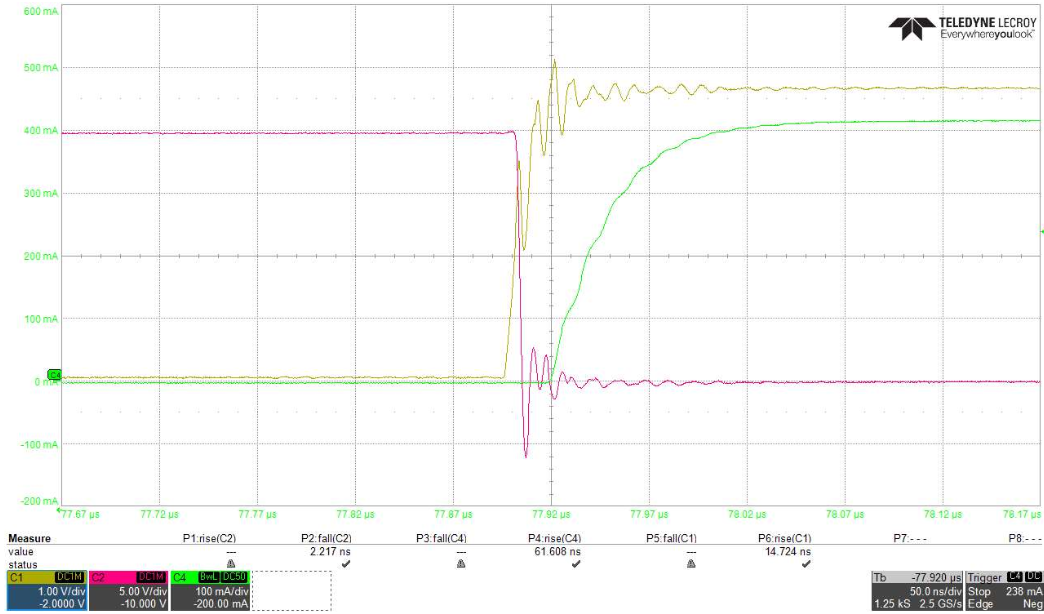 600 mA
TELEDYNE LECROY
Everywhereyoulook™
500 mA
400 mA
300 mA
200 mA
100 mA
C4
0 mA
-100 mA
-200 mA
77.67 µs 77.72 µs 77.77 µs 77.82 µs 77.87 µs 77.92 µs 77.97 µs 78.02 µs 78.07 µs 78.12 µs 78.17 µs
Measure P1:rise(C2) P2:fall(C2) P3:fall(C4) P4:rise(C4) P5:fall(C1) P6:rise(C1) P7:- - - P8:- - -
value --- 2.217 ns --- 61.608 ns --- 14.724 ns
status
C1 DC1M C2 DC1M C4 BwL DC50 Tb -77.920 µs Trigger C4 DC
1.00 V/div 5.00 V/div 100 mA/div 50.0 ns/div Stop 238 mA
-2.0000 V -10.000 V -200.00 mA 1.25 kS 2.5 GS/s Edge Neg